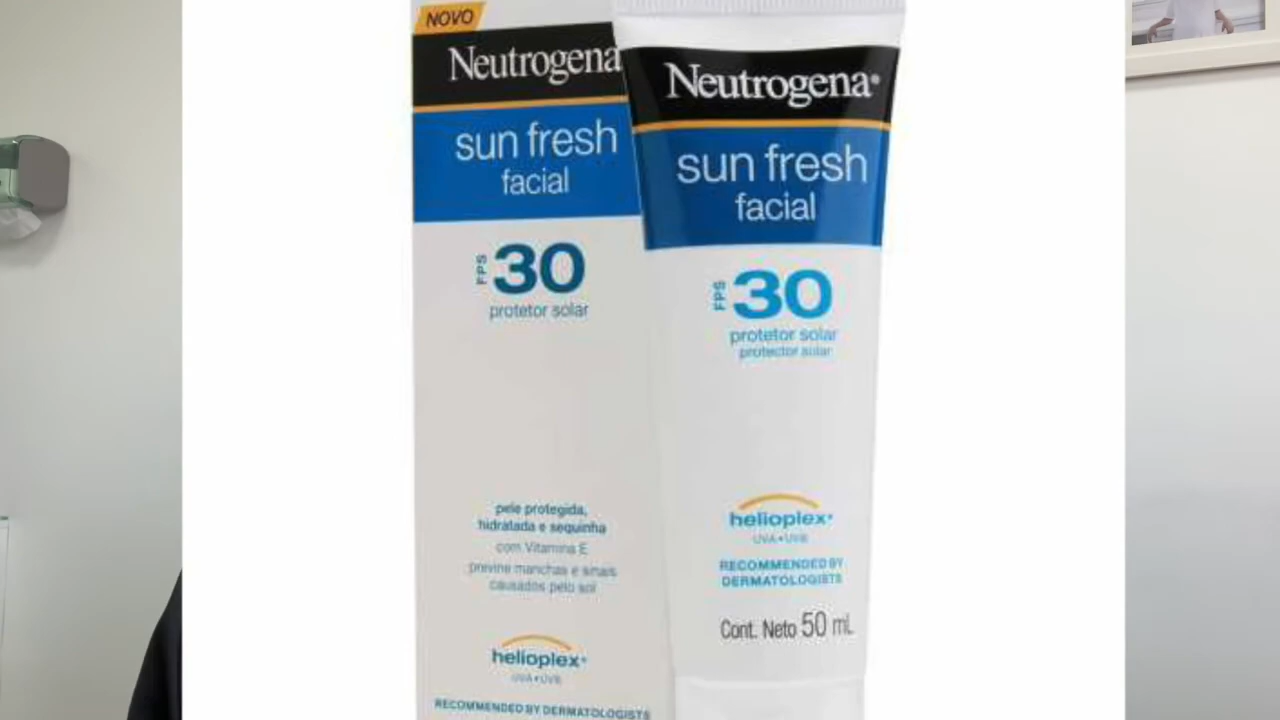 NOVO
Neutrogena
sun fresh
facial
FPS 30
protetor solar
pele protegida,
hidratada e sequinha
com Vitamina E
previne manchas e sinais
causados pelo sol
helioplex®
UVA•UVB
RECOMMENDED BY DERMATOLOGISTS
Neutrogena®
sun fresh
facial
FPS 30
protetor solar
protector solar
helioplex®
UVA•UVB
RECOMMENDED BY
DERMATOLOGISTS
Cont. Neto 50 mL